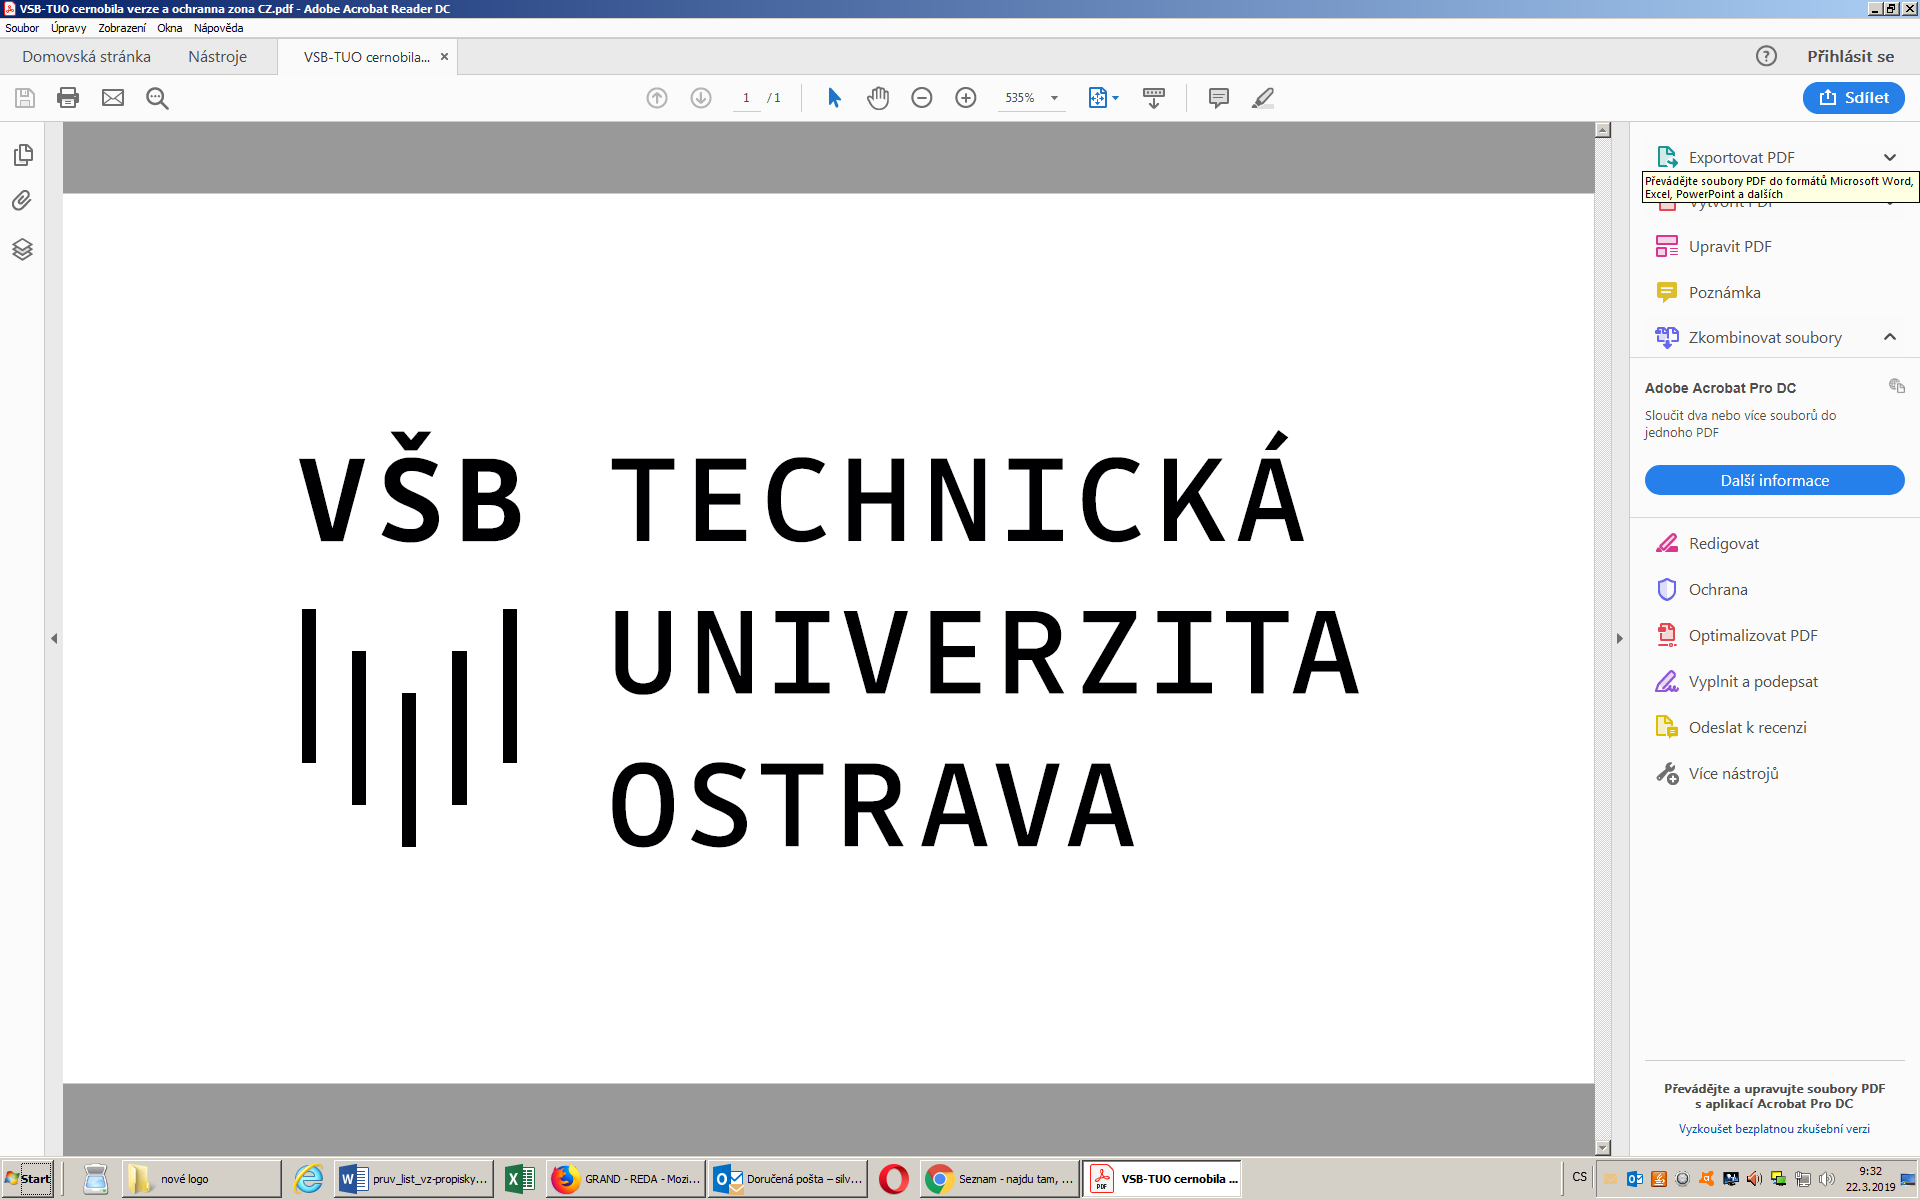 VSB-TUO cernobila verze a ochranna zona CZ.pdf - Adobe Acrobat Reader DC
Soubor Úpravy Zobrazení Okna Nápověda
Domovská stránka Nástroje VSB-TUO cernobila... × Přihlásit se
1 / 1 535% Sdílet
Exportovat PDF
Převádějte soubory PDF do formátů Microsoft Word,
Excel, PowerPoint a dalších
Vytvořit PDF
Upravit PDF
Poznámka
Zkombinovat soubory
Adobe Acrobat Pro DC
Sloučit dva nebo více souborů do
jednoho PDF
Další informace
Redigovat
Ochrana
Optimalizovat PDF
Vyplnit a podepsat
Odeslat k recenzi
Více nástrojů
Převádějte a upravujte soubory PDF
s aplikací Acrobat Pro DC
Vyzkoušet bezplatnou zkušební verzi
VŠB TECHNICKÁ
UNIVERZITA
OSTRAVA
Start nové logo pruv_list_vz-propisky... GRAND - REDA - Mozi... Doručená pošta – silv... Seznam - najdu tam, ... VSB-TUO cernobila ... CS 9:32
22.3.2019